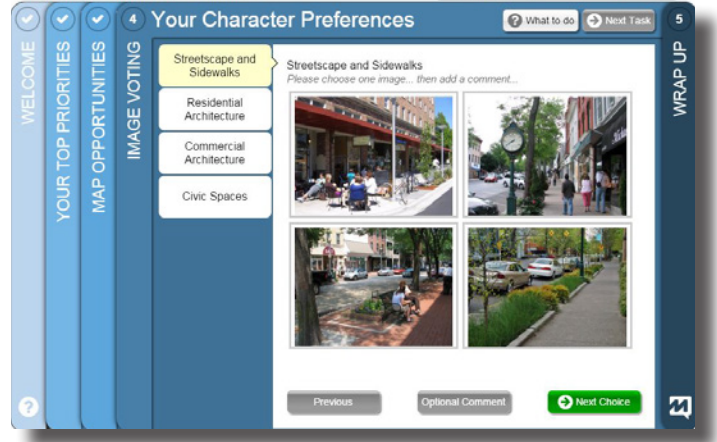 WELCOME
YOUR TOP PRIORITIES
MAP OPPORTUNITIES
4
IMAGE VOTING
Your Character Preferences
? What to do
Next Task
5
WRAP UP
Streetscape and
Sidewalks
Residential
Architecture
Commercial
Architecture
Civic Spaces
Streetscape and Sidewalks
Please choose one image... then add a comment...
Previous
Optional Comment
Next Choice
?